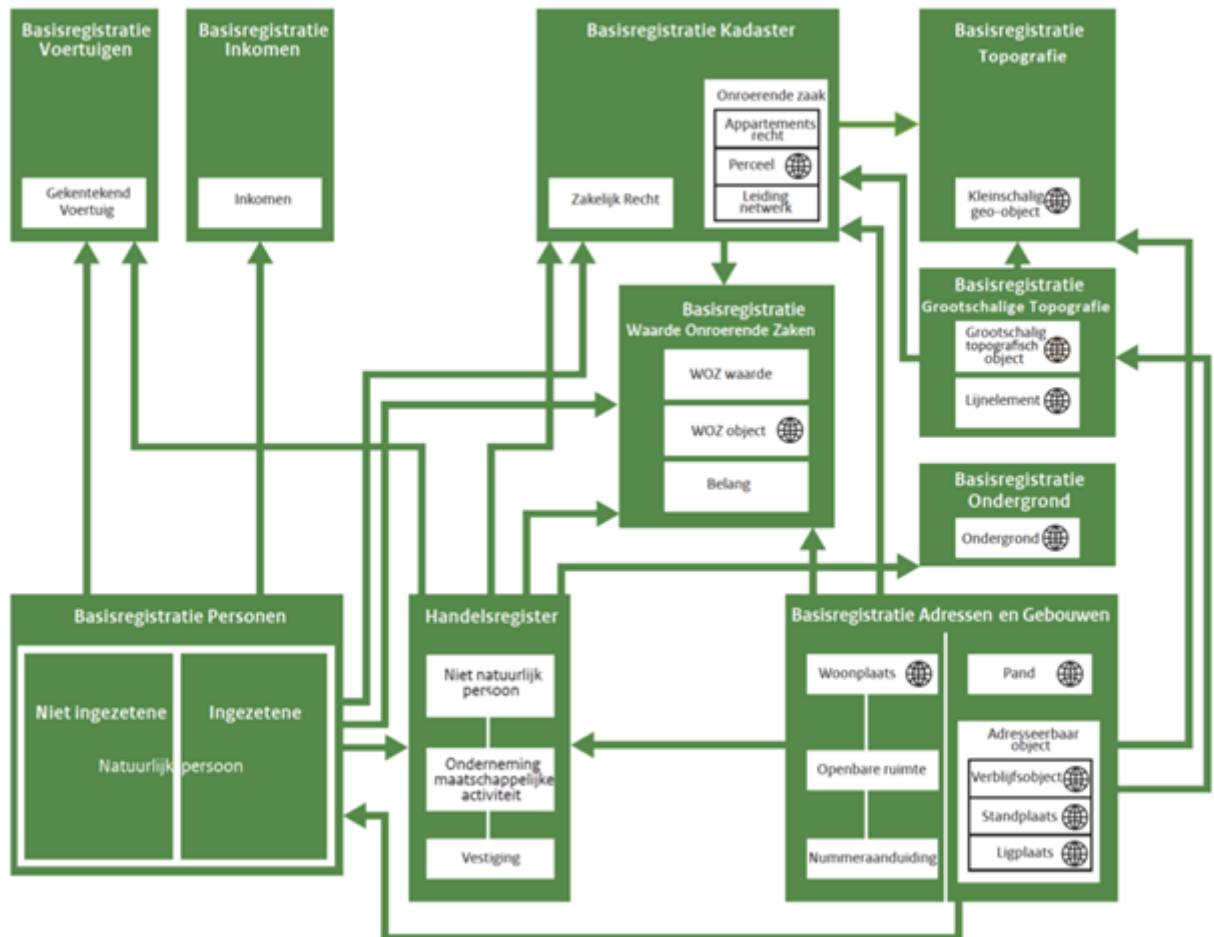 Basisregistratie
Voertuigen
Gekentekend
Voertuig
Basisregistratie
Inkomen
Inkomen
Basisregistratie Kadaster
Onroerende zaak
Appartements
recht
Perceel
Leiding
netwerk
Zakelijk Recht
Basisregistratie
Topografie
Kleinschalig
geo-object
Basisregistratie
Grootschalige Topografie
Grootschalig
topografisch
object
Lijnelement
Basisregistratie
Waarde Onroerende Zaken
WOZ waarde
WOZ object
Belang
Basisregistratie
Ondergrond
Ondergrond
Basisregistratie Personen
Niet ingezetene
Ingezetene
Natuurlijk persoon
Handelsregister
Niet natuurlijk
persoon
Onderneming
maatschappelijke
activiteit
Vestiging
Basisregistratie Adressen en Gebouwen
Woonplaats
Openbare ruimte
Nummeraanduiding
Pand
Adresseerbaar
object
Verblijfsobject
Standplaats
Ligplaats